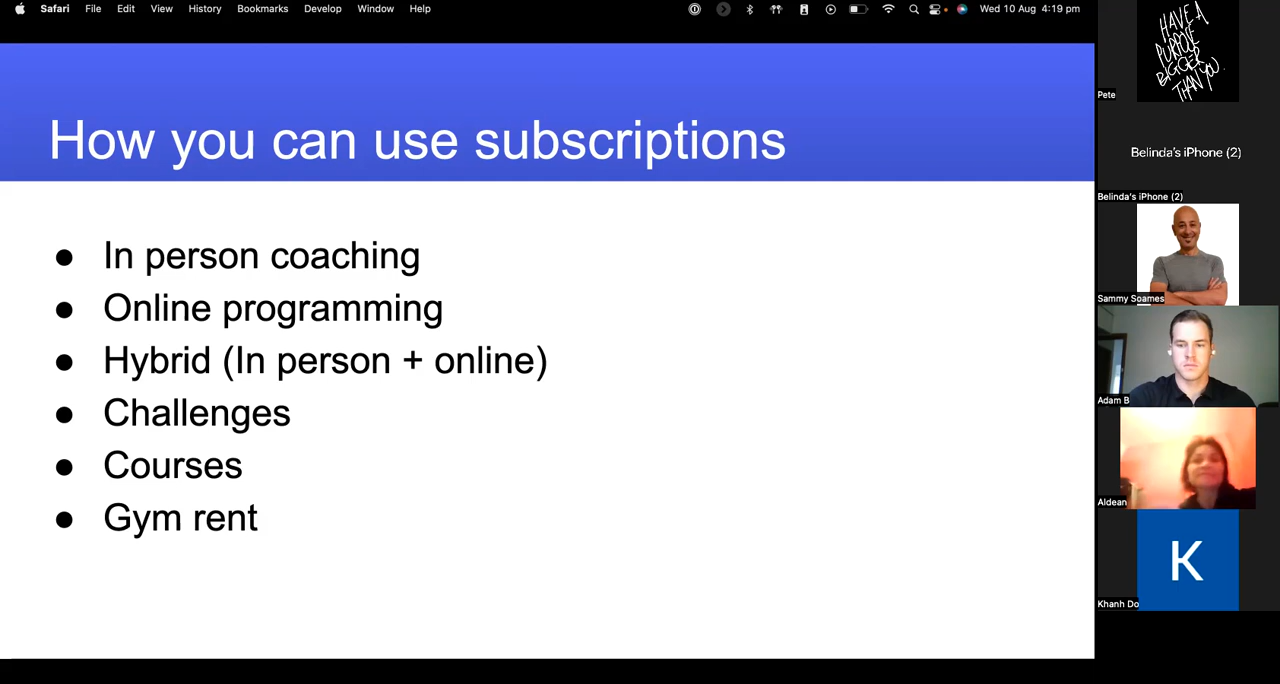 Safari File Edit View History Bookmarks Develop Window Help Wed 10 Aug 4:19 pm
How you can use subscriptions
● In person coaching
● Online programming
● Hybrid (In person + online)
● Challenges
● Courses
● Gym rent
HAVE A
PURPOSE
BIGGER
THAN YOU.
Pete
Belinda's iPhone (2)
Belinda's iPhone (2)
Sammy Soames
Adam B
Aldean
K
Khanh Do